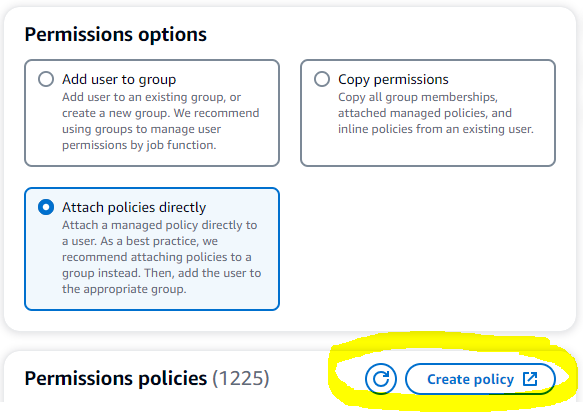 Permissions options
Add user to group
Add user to an existing group, or
create a new group. We recommend
using groups to manage user
permissions by job function.
Copy permissions
Copy all group memberships,
attached managed policies, and
inline policies from an existing user.
Attach policies directly
Attach a managed policy directly to
a user. As a best practice, we
recommend attaching policies to a
group instead. Then, add the user to
the appropriate group.
Permissions policies (1225)
Create policy